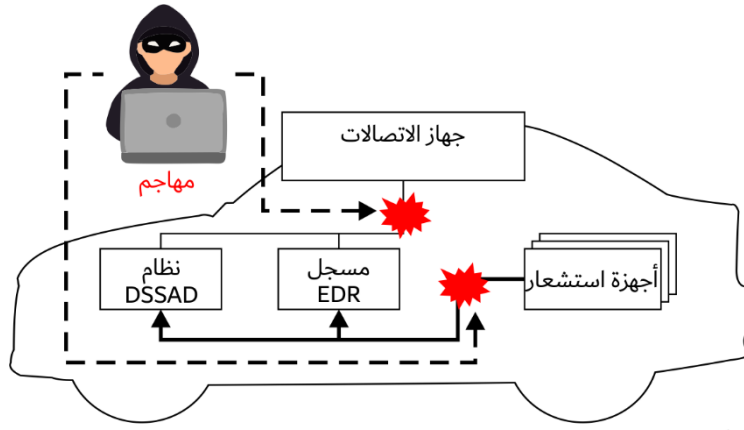 مهاجم
جهاز الاتصالات
نظام
DSSAD
مسجل
EDR
أجهزة استشعار